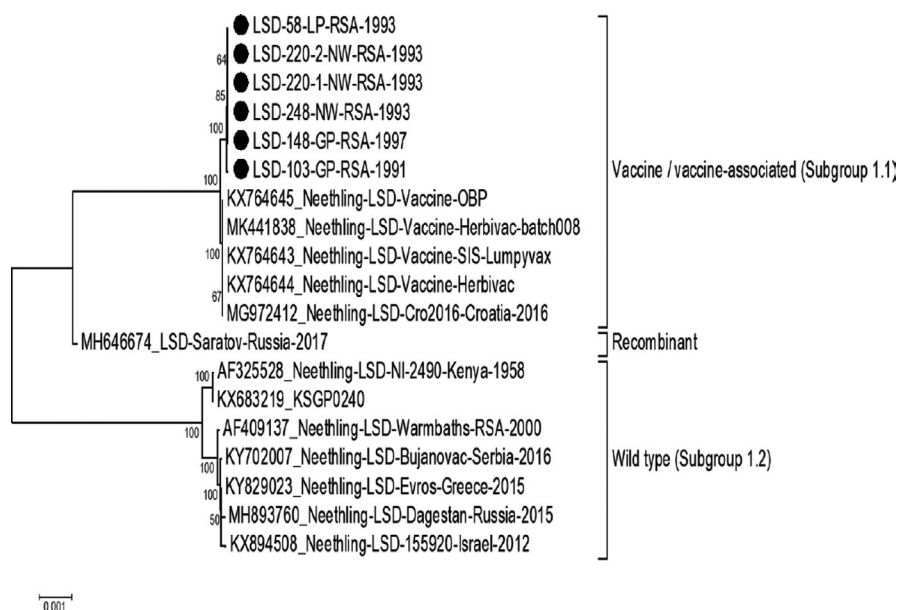 LSD-58-LP-RSA-1993
64
LSD-220-2-NW-RSA-1993
LSD-220-1-NW-RSA-1993
85
LSD-248-NW-RSA-1993
100
LSD-148-GP-RSA-1997
LSD-103-GP-RSA-1991
Vaccine / vaccine-associated (Subgroup 1.1)
100
KX764645_Neethling-LSD-Vaccine-OBP
MK441838_Neethling-LSD-Vaccine-Herbivac-batch008
100
KX764643_Neethling-LSD-Vaccine-SIS-Lumpyvax
KX764644_Neethling-LSD-Vaccine-Herbivac
67
MG972412_Neethling-LSD-Cro2016-Croatia-2016
MH646674_LSD-Saratov-Russia-2017
Recombinant
100
AF325528_Neethling-LSD-NI-2490-Kenya-1958
KX683219_KSGP0240
100
AF409137_Neethling-LSD-Warmbaths-RSA-2000
100
KY702007_Neethling-LSD-Bujanovac-Serbia-2016
Wild type (Subgroup 1.2)
KY829023_Neethling-LSD-Evros-Greece-2015
100
MH893760_Neethling-LSD-Dagestan-Russia-2015
50
KX894508_Neethling-LSD-155920-Israel-2012
0.001